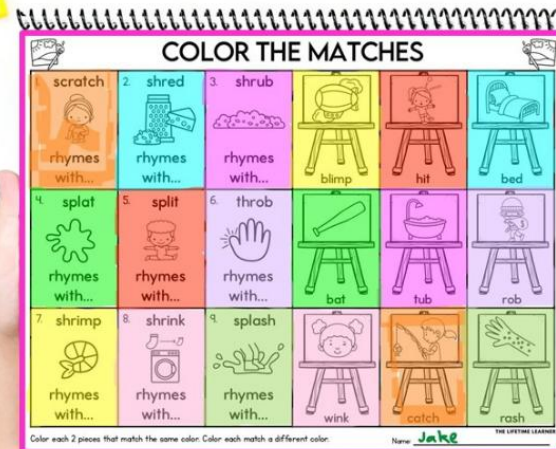 COLOR THE MATCHES
scratch
rhymes
with...
2. shred
rhymes
with...
3. shrub
rhymes
with...
blimp
hit
bed
4. splat
rhymes
with...
5. split
rhymes
with...
6. throb
rhymes
with...
bat
tub
rob
7. shrimp
rhymes
with...
8. shrink
rhymes
with...
9. splash
rhymes
with...
wink
catch
rash
Color each 2 pieces that match the same color. Color each match a different color.
Name Jake
THE LIFETIME LEARNER